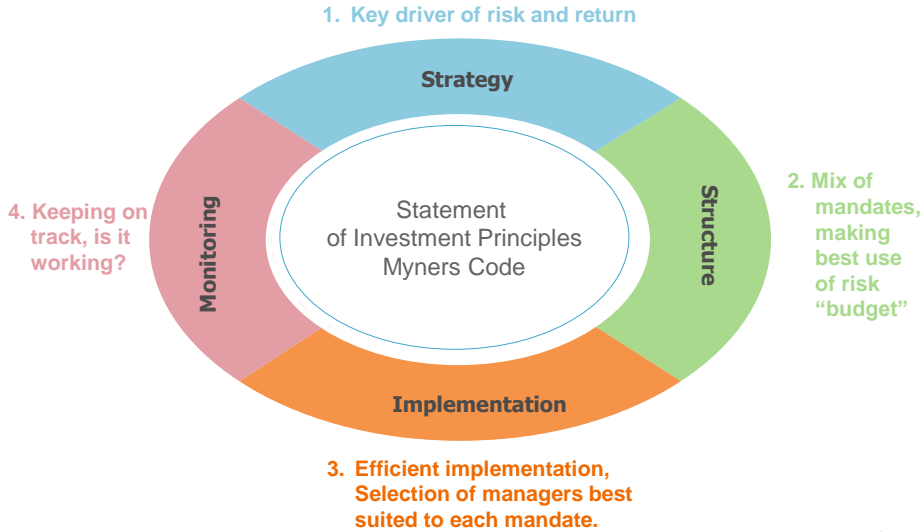 1. Key driver of risk and return
Strategy
Structure
2. Mix of
mandates,
making
best use
of risk
“budget”
4. Keeping on
track, is it
working?
Monitoring
Statement
of Investment Principles
Myners Code
Implementation
3. Efficient implementation,
Selection of managers best
suited to each mandate.